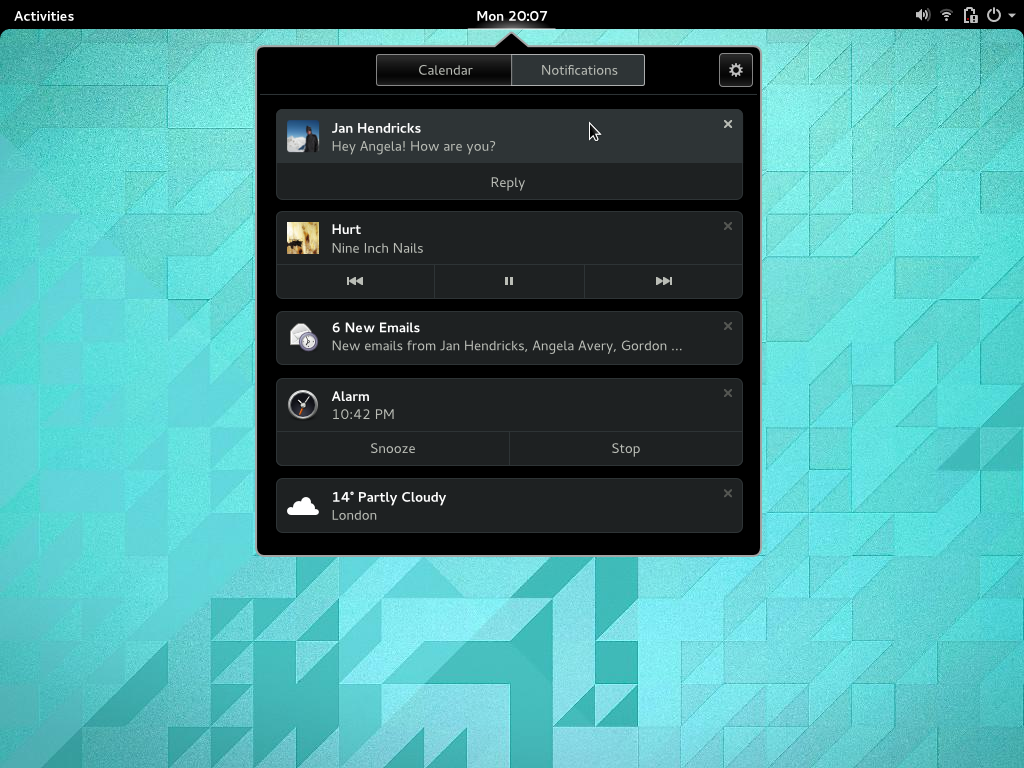 Activities
Mon 20:07
Calendar
Notifications
Jan Hendricks
Hey Angela! How are you?
Reply
Hurt
Nine Inch Nails
6 New Emails
New emails from Jan Hendricks, Angela Avery, Gordon ...
Alarm
10:42 PM
Snooze
Stop
14° Partly Cloudy
London